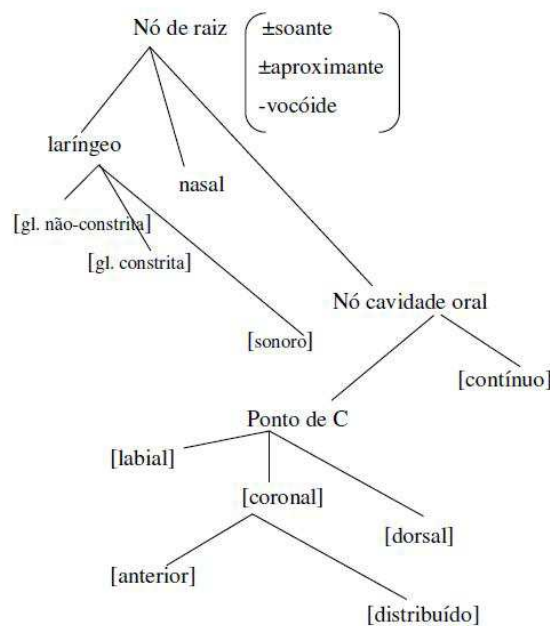 Nó de raiz
±soante
±aproximante
-vocóide
laríngeo
nasal
[gl. não-constrita]
[gl. constrita]
Nó cavidade oral
[sonoro]
[contínuo]
Ponto de C
[labial]
[coronal]
[dorsal]
[anterior]
[distribuído]